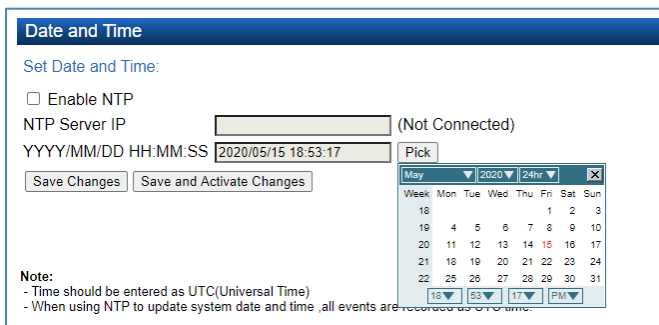 Date and Time
Set Date and Time:
Enable NTP
NTP Server IP (Not Connected)
YYYY/MM/DD HH:MM:SS 2020/05/15 18:53:17 Pick
Save Changes Save and Activate Changes
May 2020 24hr X
Week Mon Tue Wed Thu Fri Sat Sun
18 1 2 3
19 4 5 6 7 8 9 10
20 11 12 13 14 15 16 17
21 18 19 20 21 22 23 24
22 25 26 27 28 29 30 31
18 53 17 PM
Note:
- Time should be entered as UTC(Universal Time)
- When using NTP to update system date and time ,all events are recorded as UTC time.